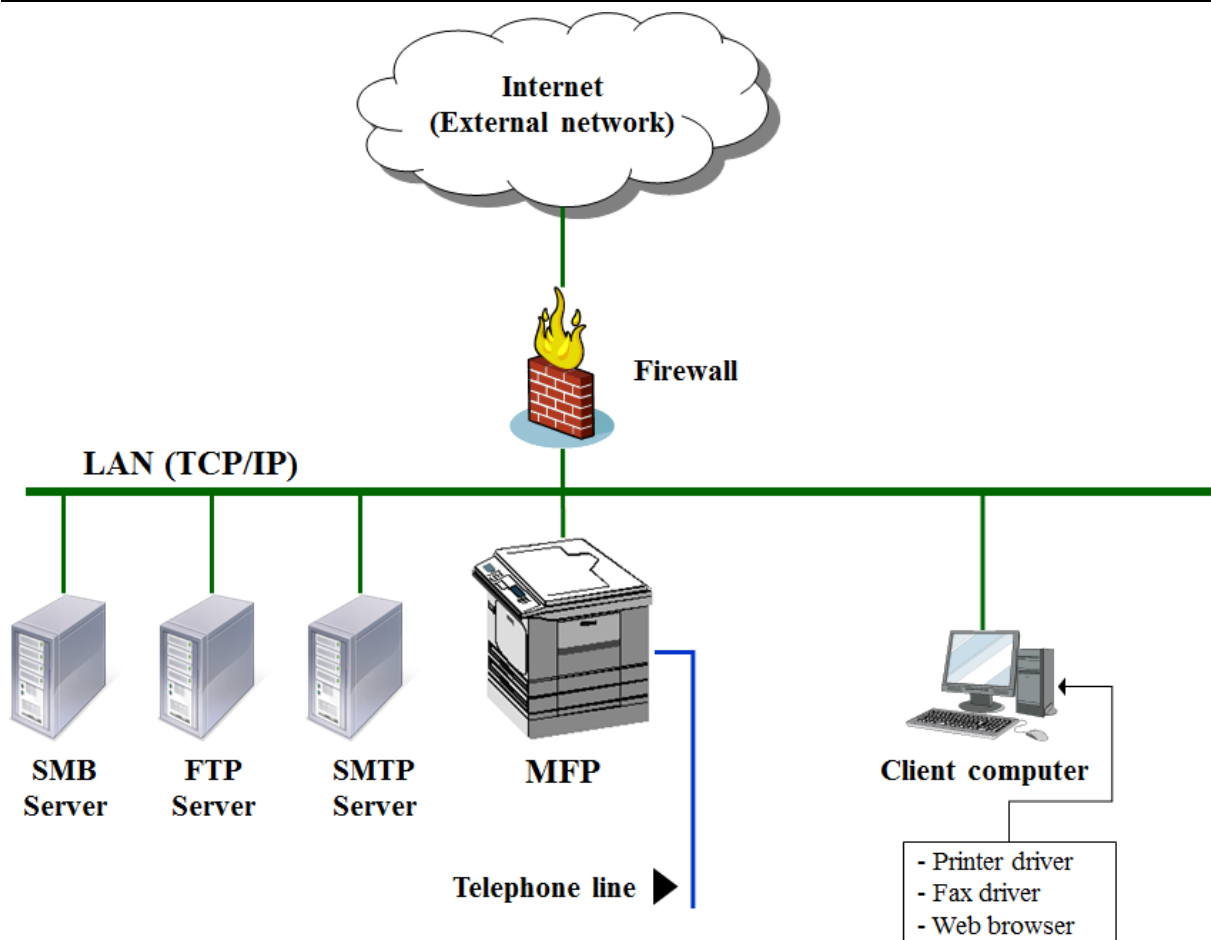 Internet
(External network)
Firewall
LAN (TCP/IP)
SMB
Server
FTP
Server
SMTP
Server
MFP
Client computer
Telephone line
- Printer driver
- Fax driver
- Web browser